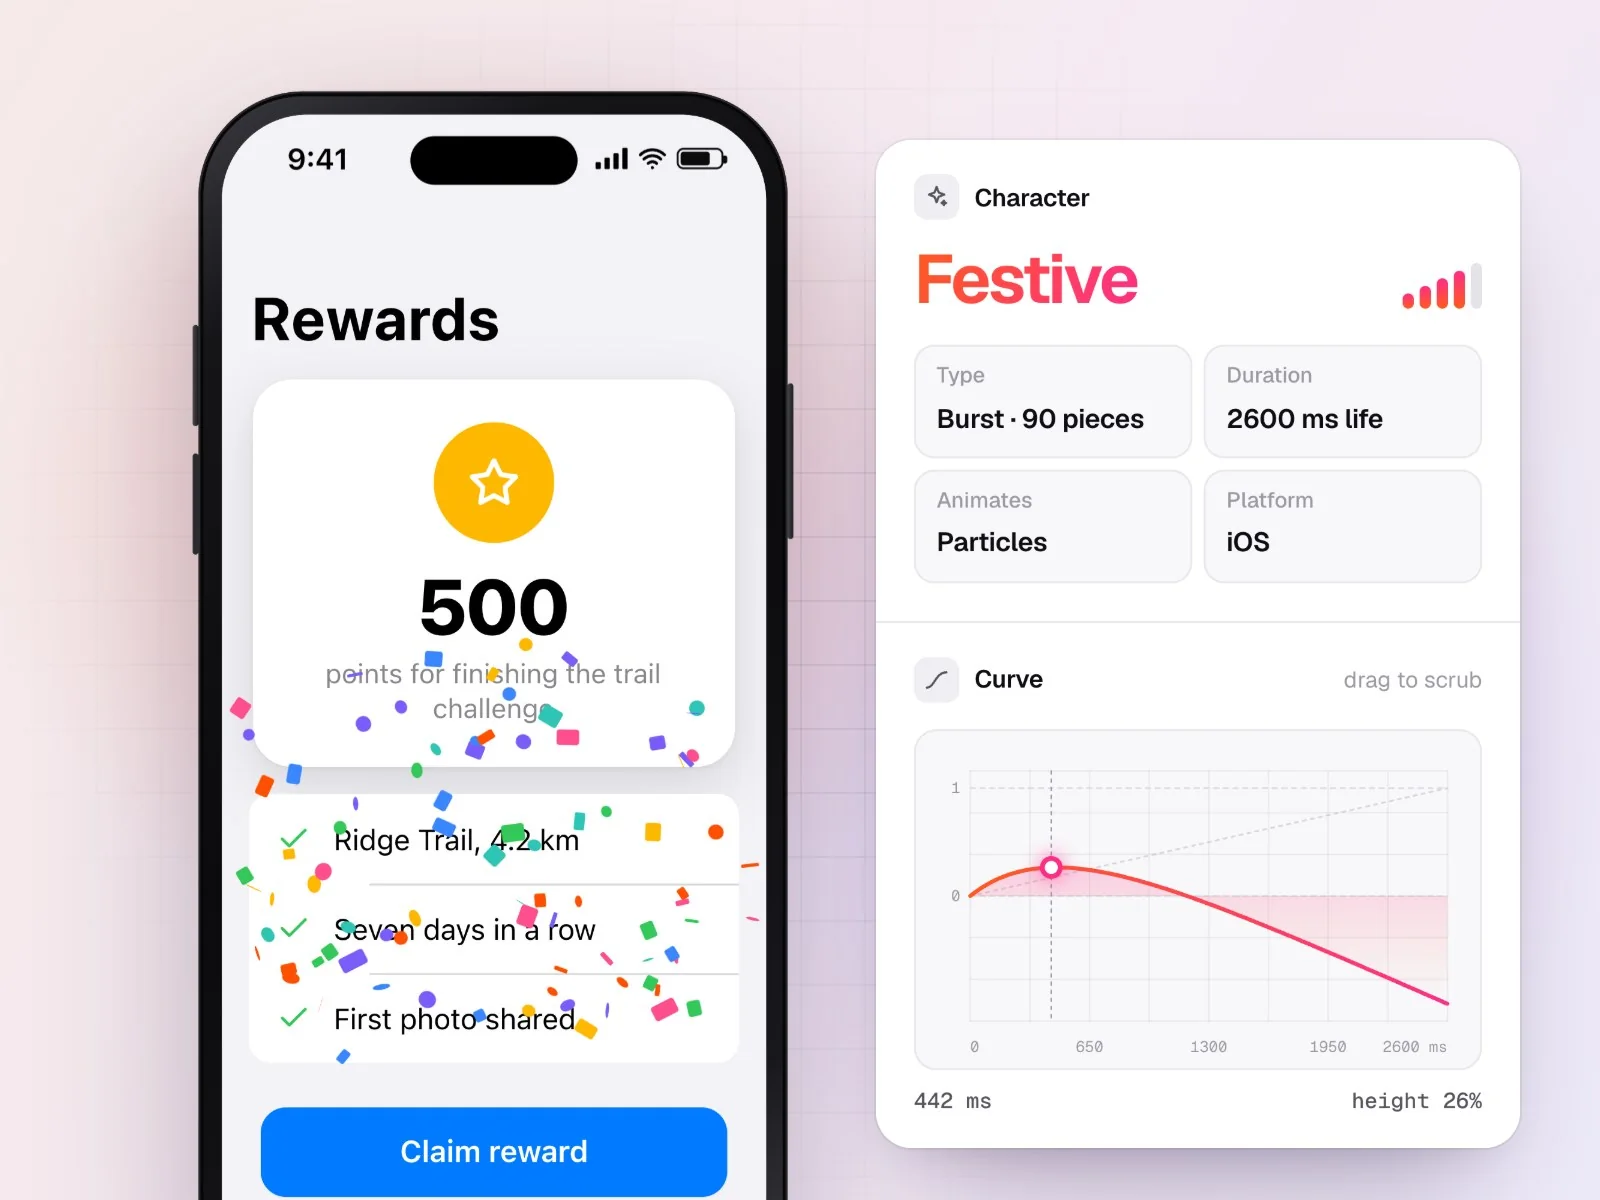 9:41
Rewards
500
points for finishing the trail
challenge
Ridge Trail, 4.2 km
Seven days in a row
First photo shared
Claim reward
Character
Festive
Type
Burst · 90 pieces
Duration
2600 ms life
Animates
Particles
Platform
iOS
Curve
drag to scrub
1
0
0 650 1300 1950 2600 ms
442 ms
height 26%